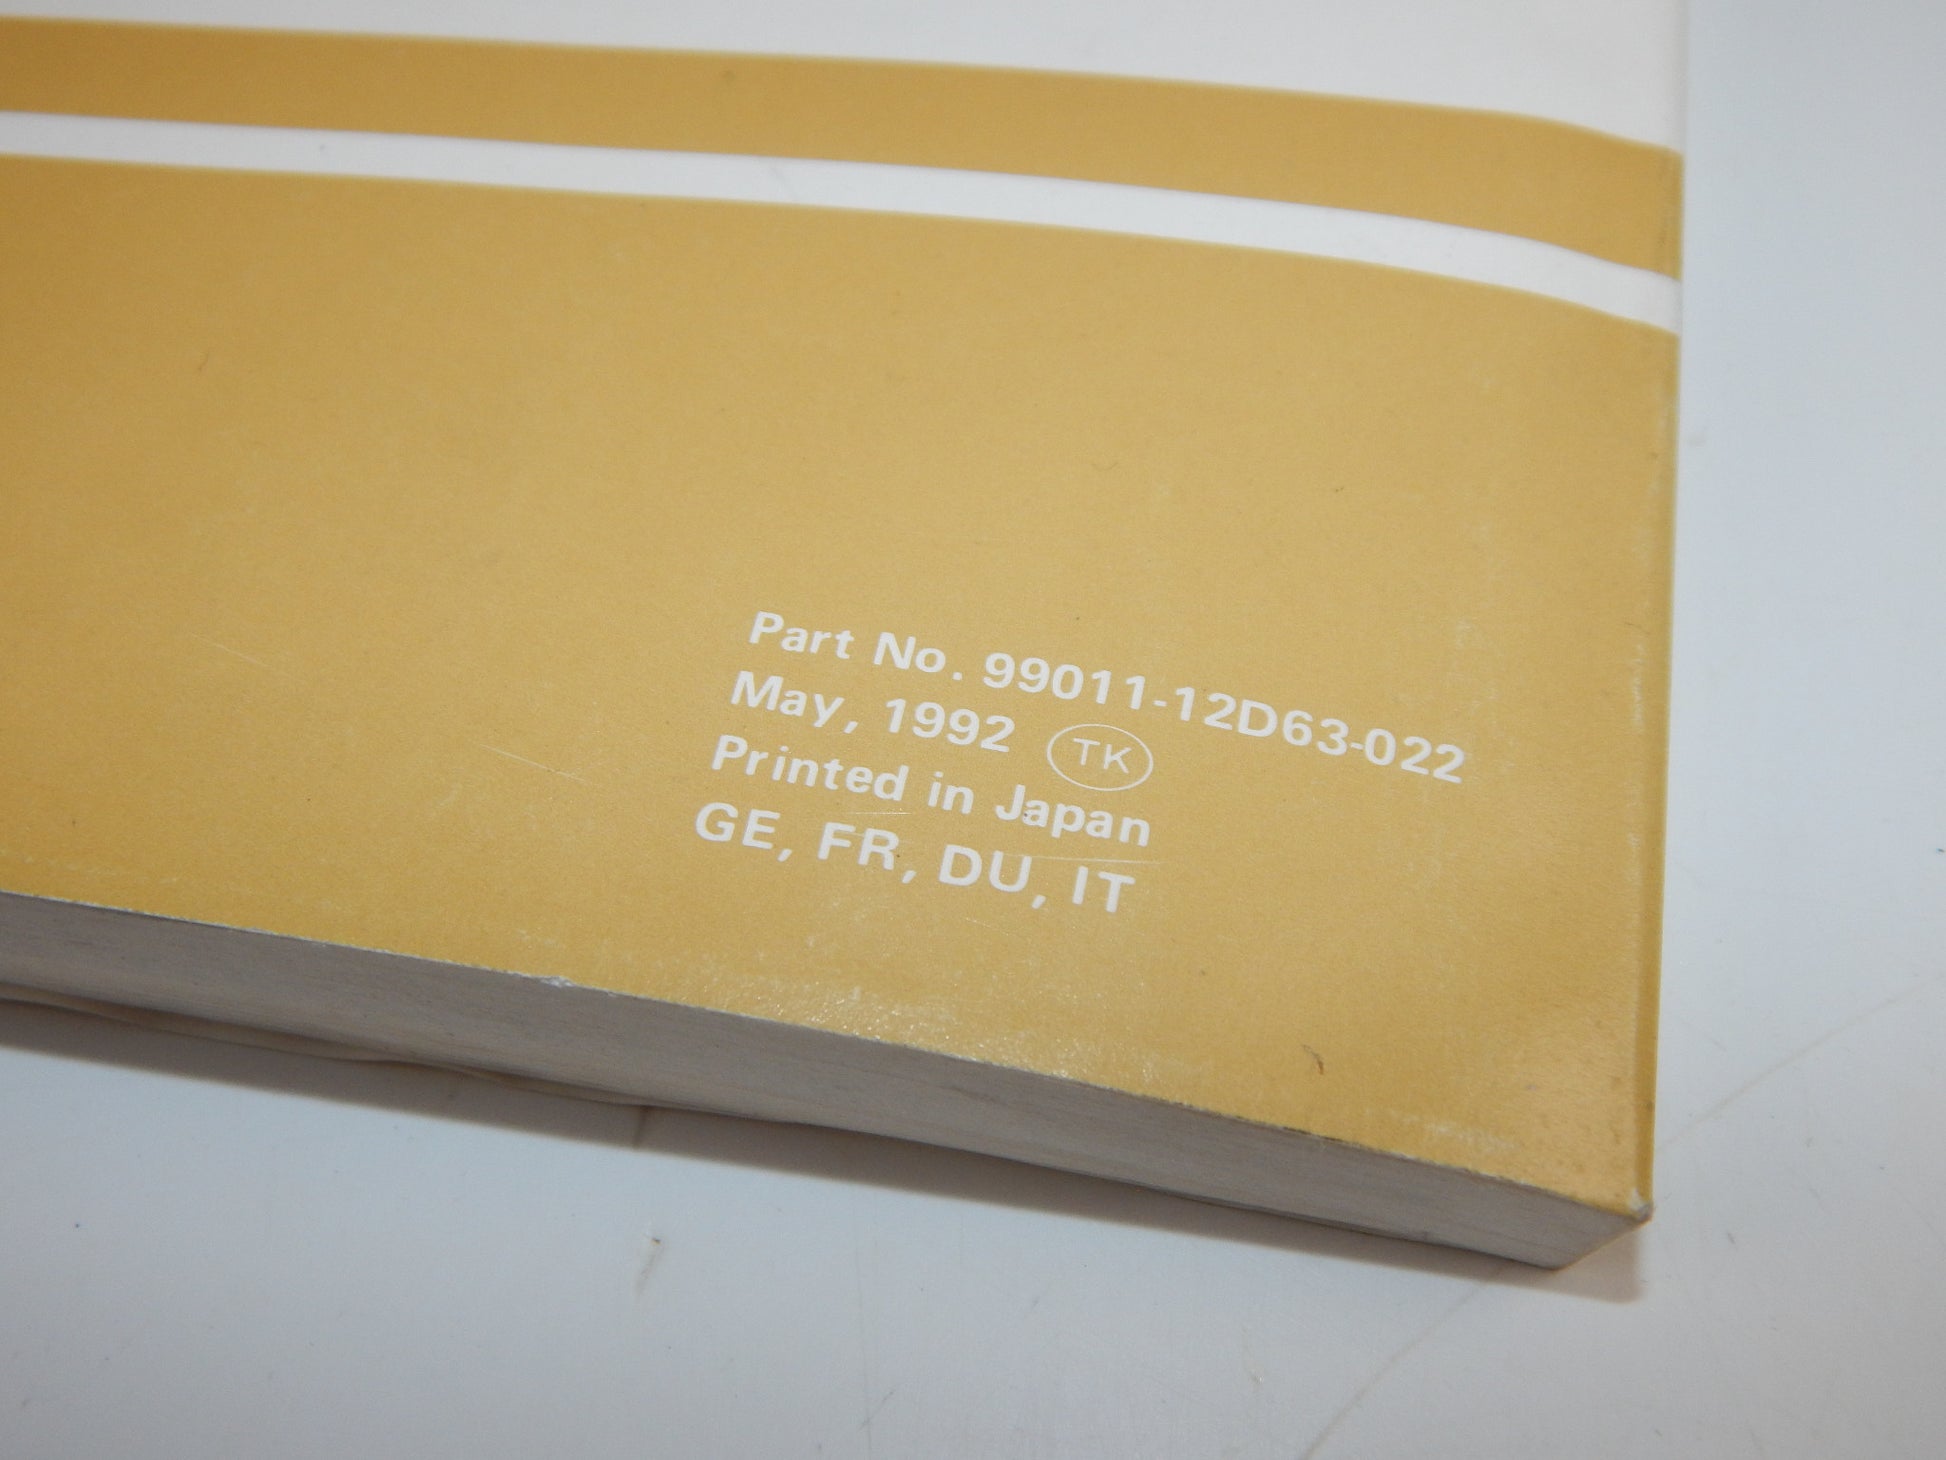 Part No. 99011-12D63-022
May, 1992 TK
Printed in Japan
GE, FR, DU, IT